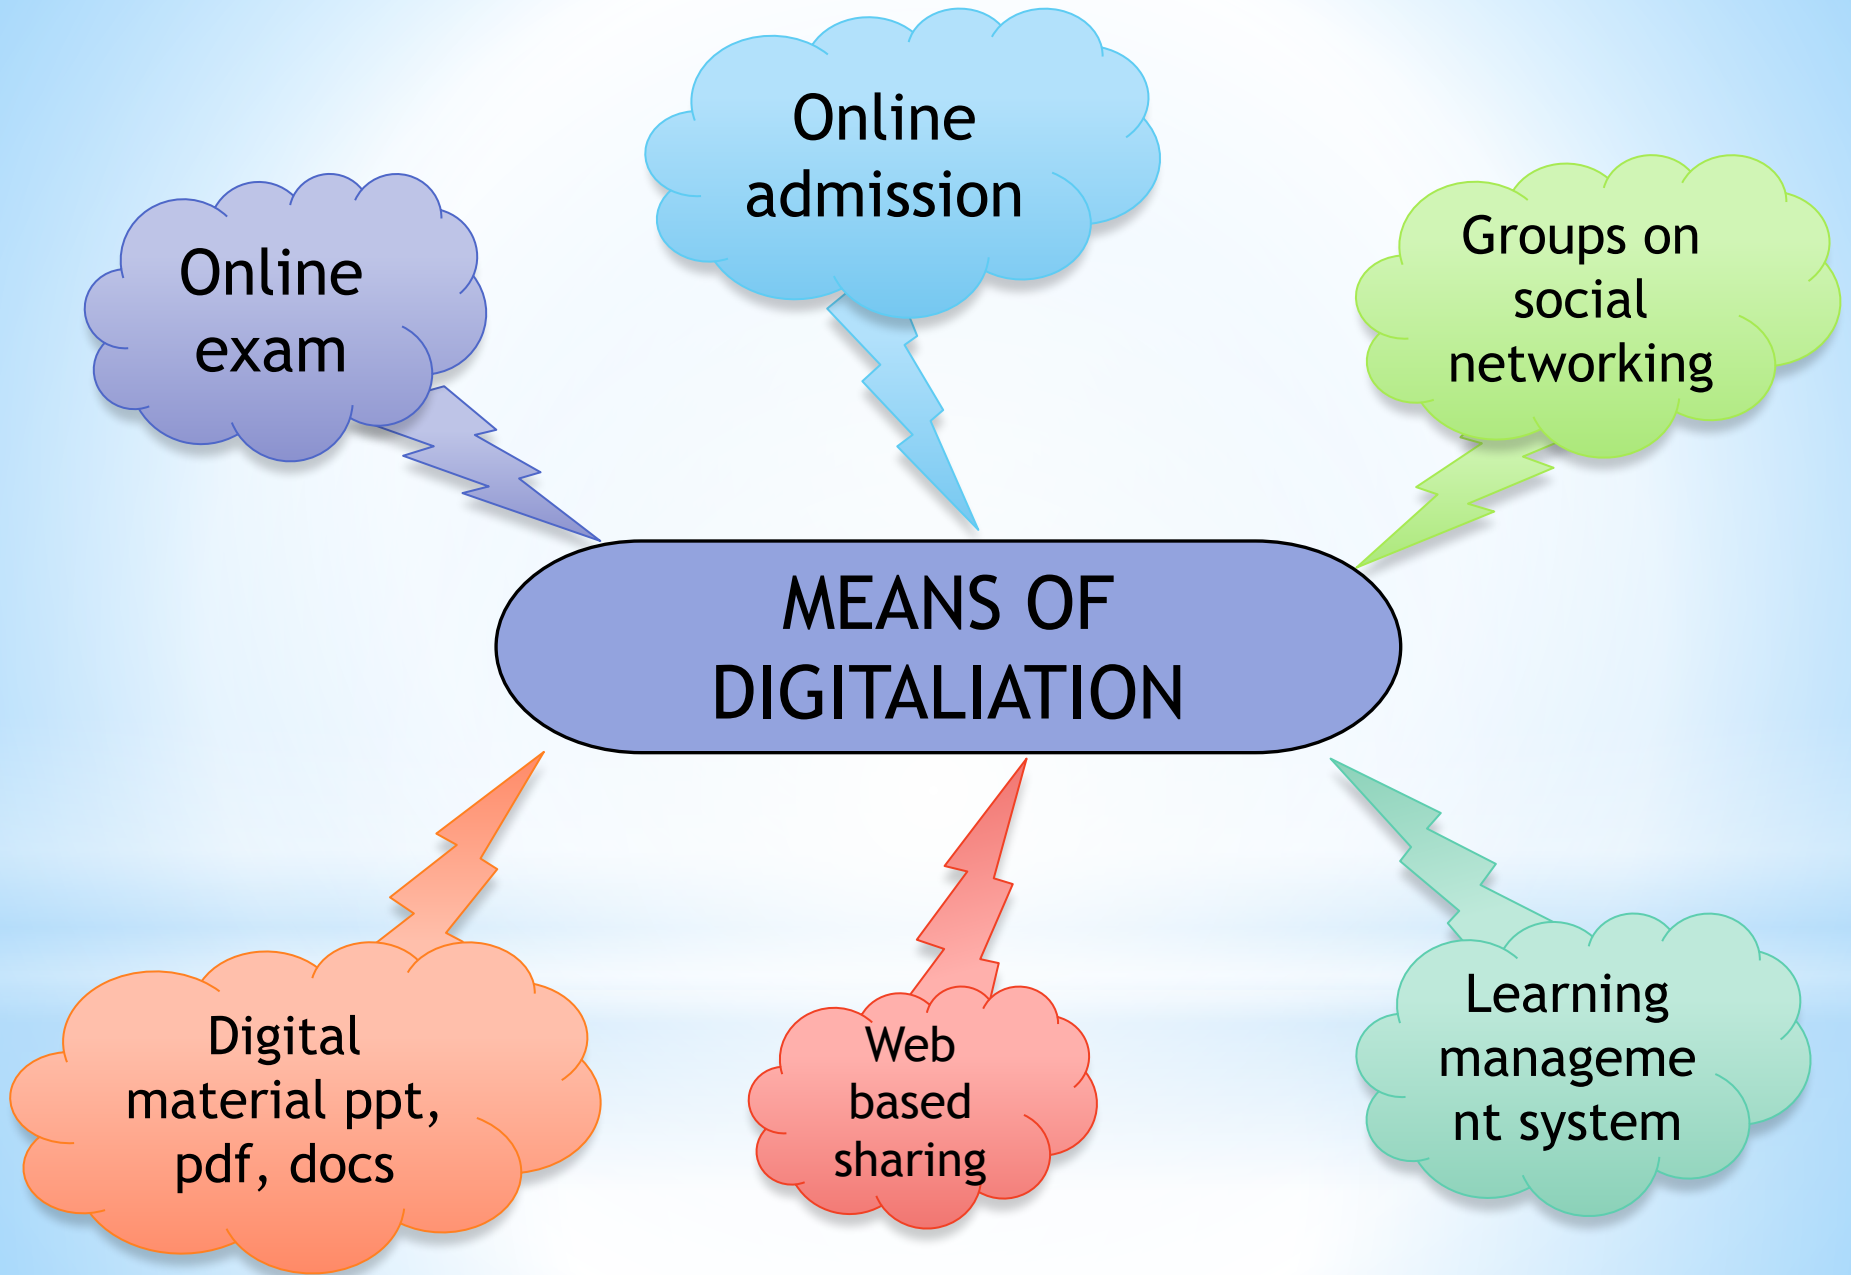 Online
admission
Online
exam
Groups on
social
networking
MEANS OF
DIGITALIATION
Digital
material ppt,
pdf, docs
Web
based
sharing
Learning
manageme
nt system